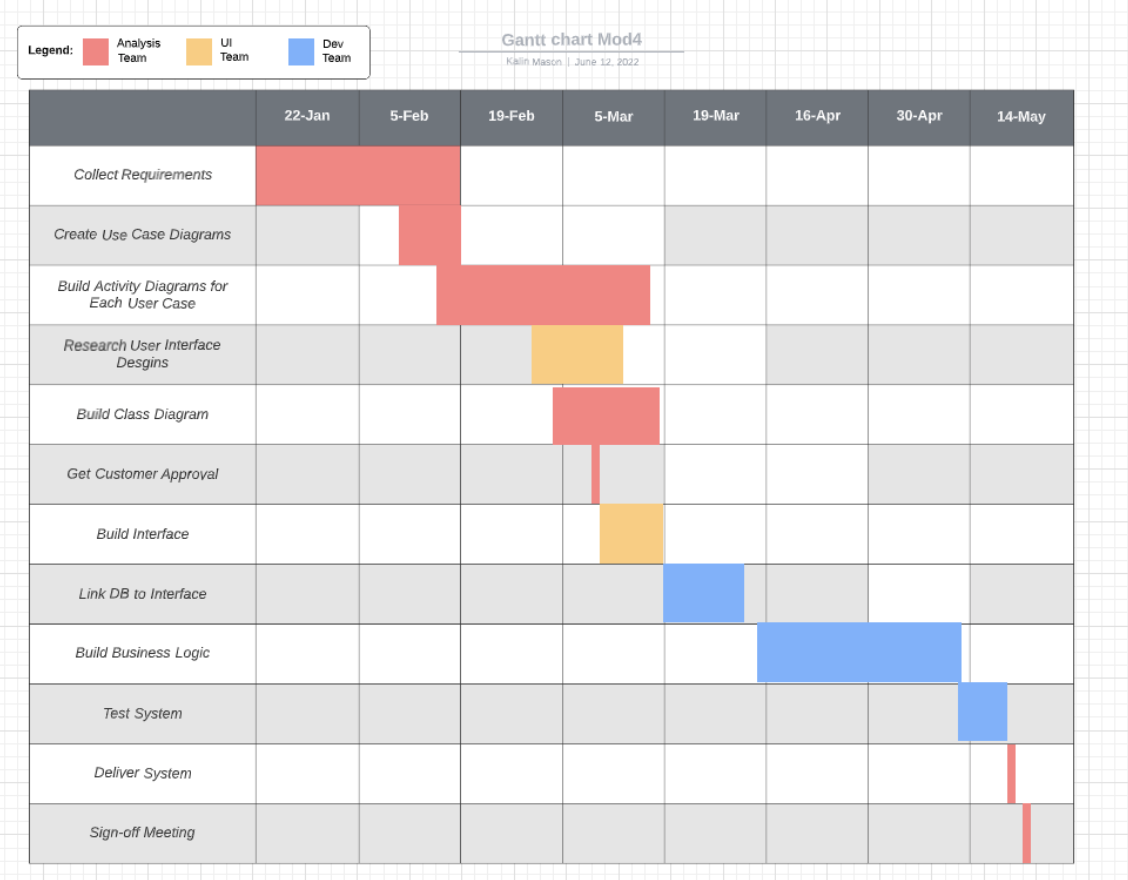 Legend:
Analysis
Team
UI
Team
Dev
Team
Gantt chart Mod4
Kalin Mason | June 12, 2022
22-Jan 5-Feb 19-Feb 5-Mar 19-Mar 16-Apr 30-Apr 14-May
Collect Requirements
Create Use Case Diagrams
Build Activity Diagrams for
Each User Case
Research User Interface
Desgins
Build Class Diagram
Get Customer Approval
Build Interface
Link DB to Interface
Build Business Logic
Test System
Deliver System
Sign-off Meeting